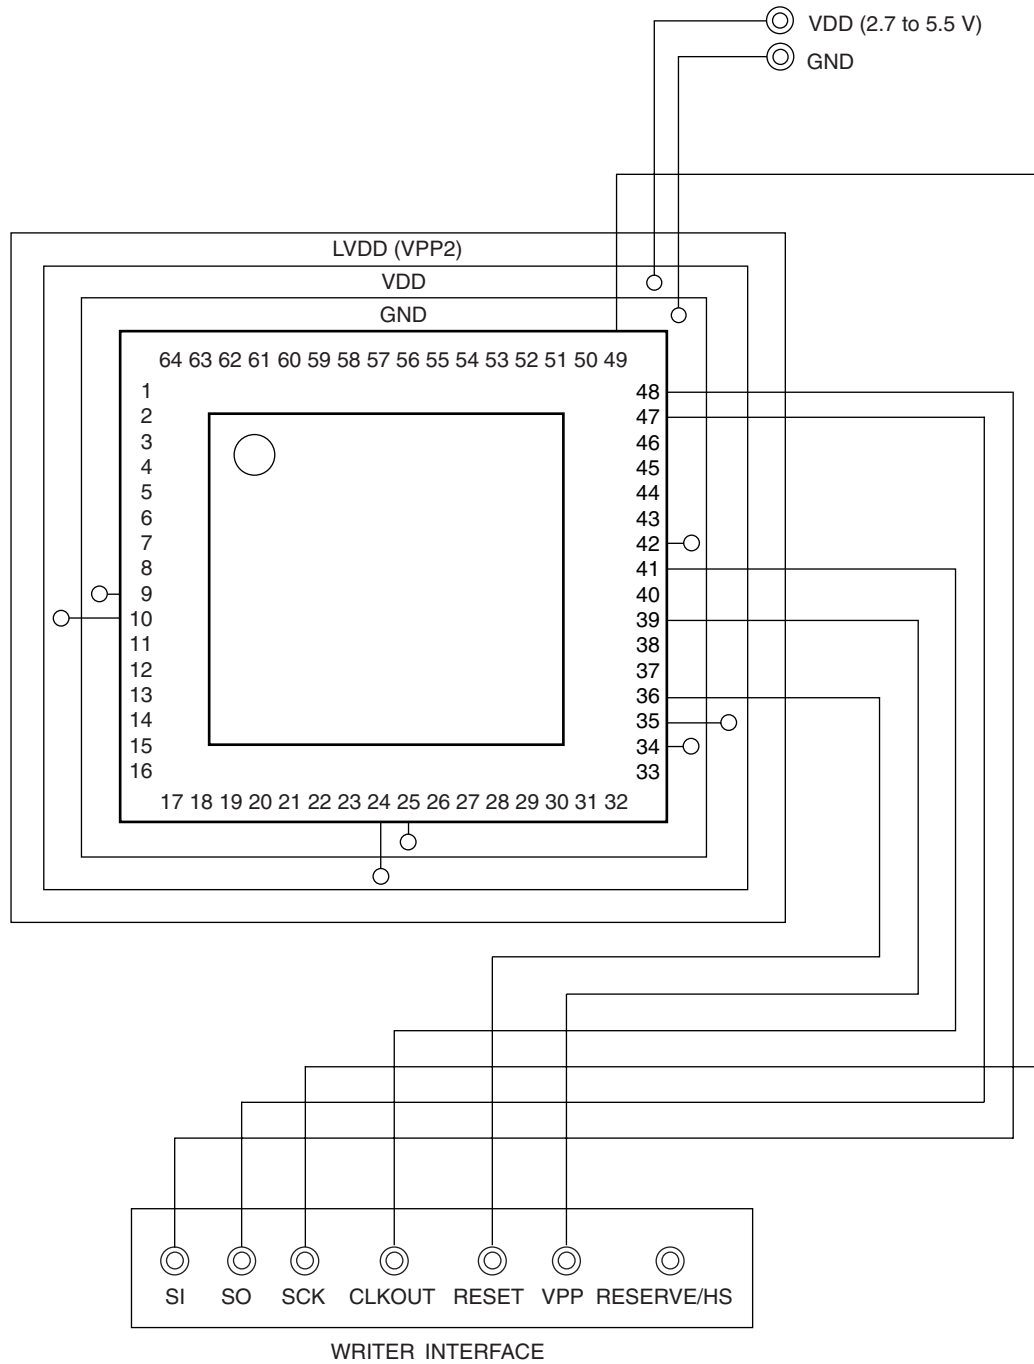 VDD (2.7 to 5.5 V)
GND
LVDD (VPP2)
VDD
GND
64 63 62 61 60 59 58 57 56 55 54 53 52 51 50 49
1 48
2 47
3 46
4 45
5 44
6 43
7 42
8 41
9 40
10 39
11 38
12 37
13 36
14 35
15 34
16 33
17 18 19 20 21 22 23 24 25 26 27 28 29 30 31 32
SI SO SCK CLKOUT RESET VPP RESERVE/HS
WRITER INTERFACE